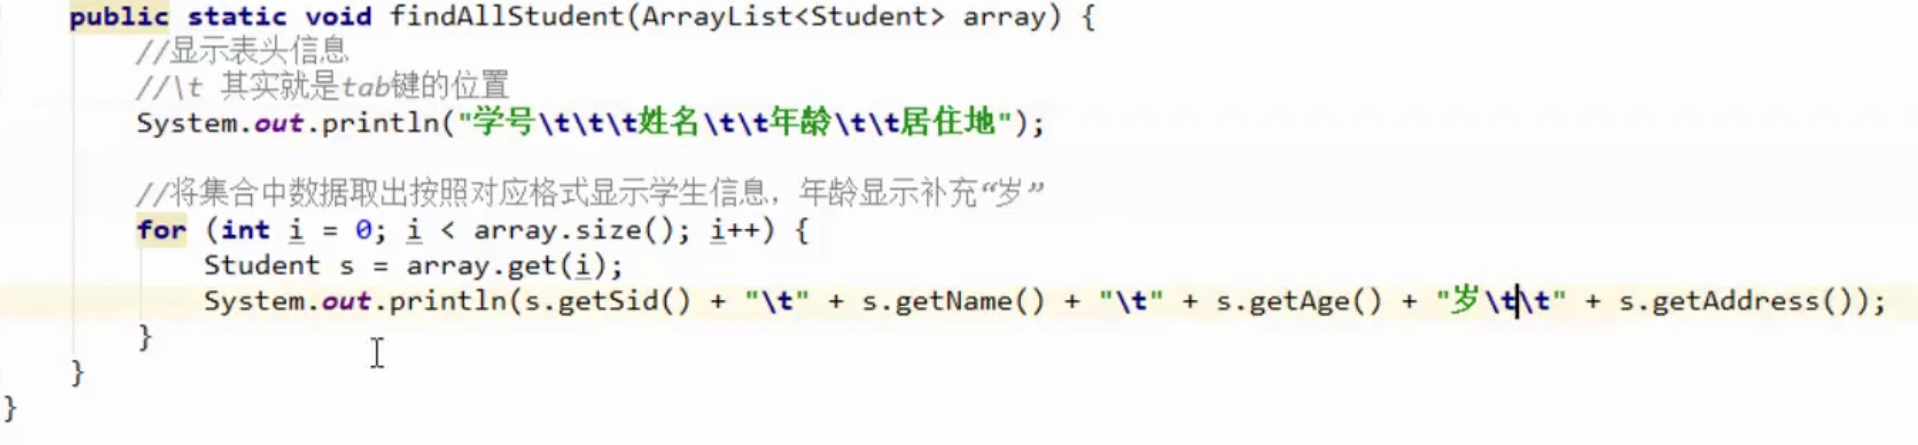 public static void findAllStudent(ArrayList<Student> array) {
//显示表头信息
//\t 其实就是tab键的位置
System.out.println("学号\t\t\t姓名\t\t年龄\t\t居住地");
//将集合中数据取出按照对应格式显示学生信息，年龄显示补充“岁”
for (int i = 0; i < array.size(); i++) {
Student s = array.get(i);
System.out.println(s.getSid() + "\t" + s.getName() + "\t" + s.getAge() + "岁\t\t" + s.getAddress());
}
}
}